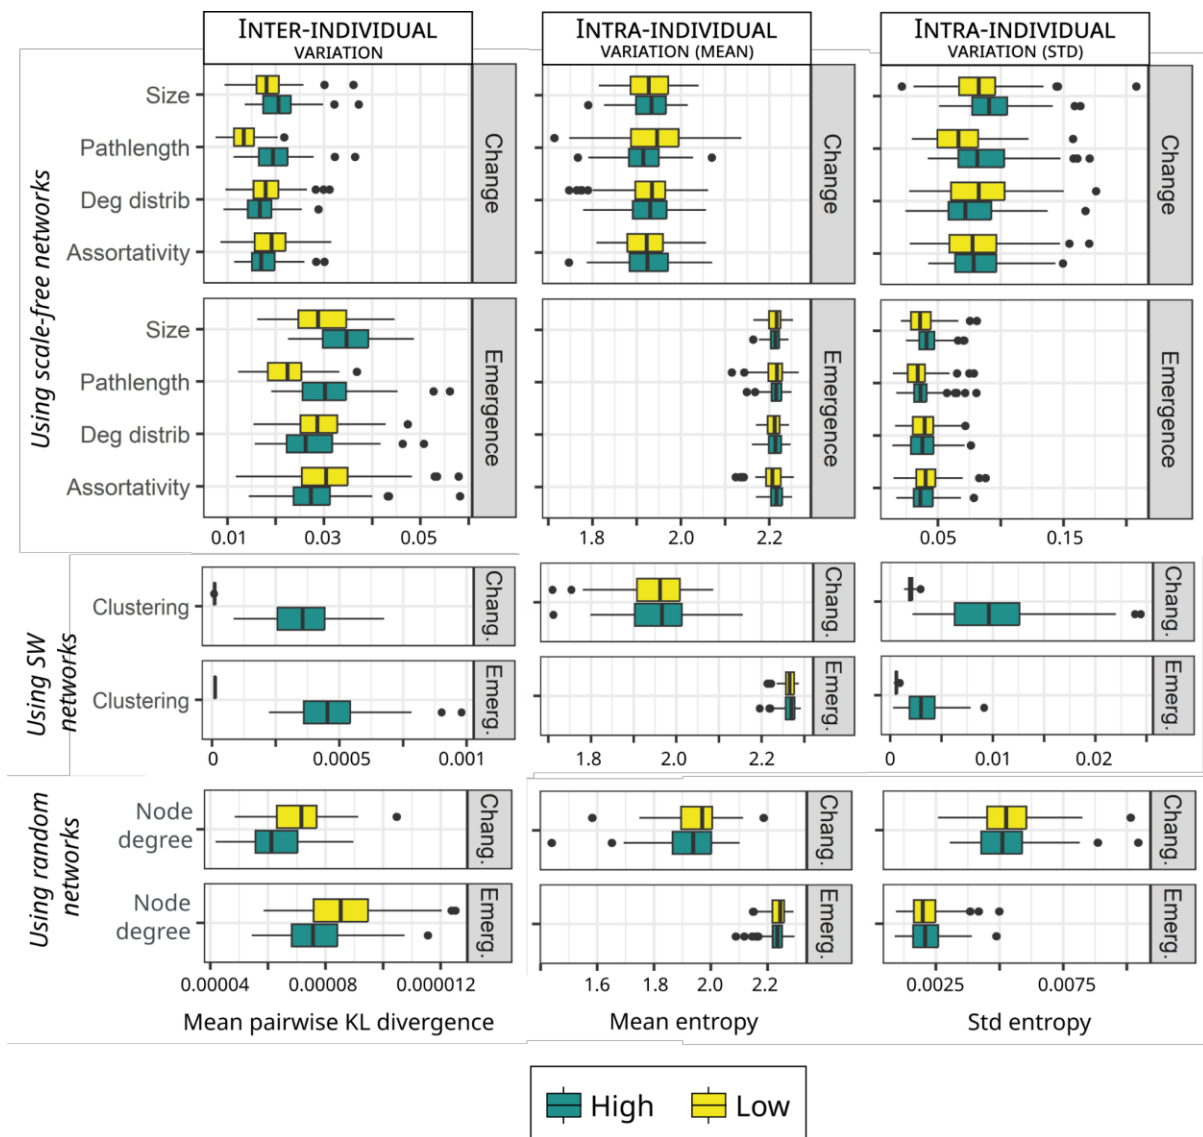 INTER-INDIVIDUAL
VARIATION
INTRA-INDIVIDUAL
VARIATION (MEAN)
INTRA-INDIVIDUAL
VARIATION (STD)
Using scale-free networks
Size
Pathlength
Deg distrib
Assortativity
Change
Change
Change
Size
Pathlength
Deg distrib
Assortativity
Emergence
Emergence
Emergence
0.01 0.03 0.05
1.8 2.0 2.2
0.05 0.15
Using SW
networks
Clustering
Chang.
Chang.
Chang.
Clustering
Emerg.
Emerg.
Emerg.
0 0.0005 0.001
1.8 2.0 2.2
0 0.01 0.02
Using random
networks
Node
degree
Chang.
Chang.
Chang.
Node
degree
Emerg.
Emerg.
Emerg.
0.00004 0.00008 0.000012
1.6 1.8 2.0 2.2
0.0025 0.0075
Mean pairwise KL divergence
Mean entropy
Std entropy
High Low